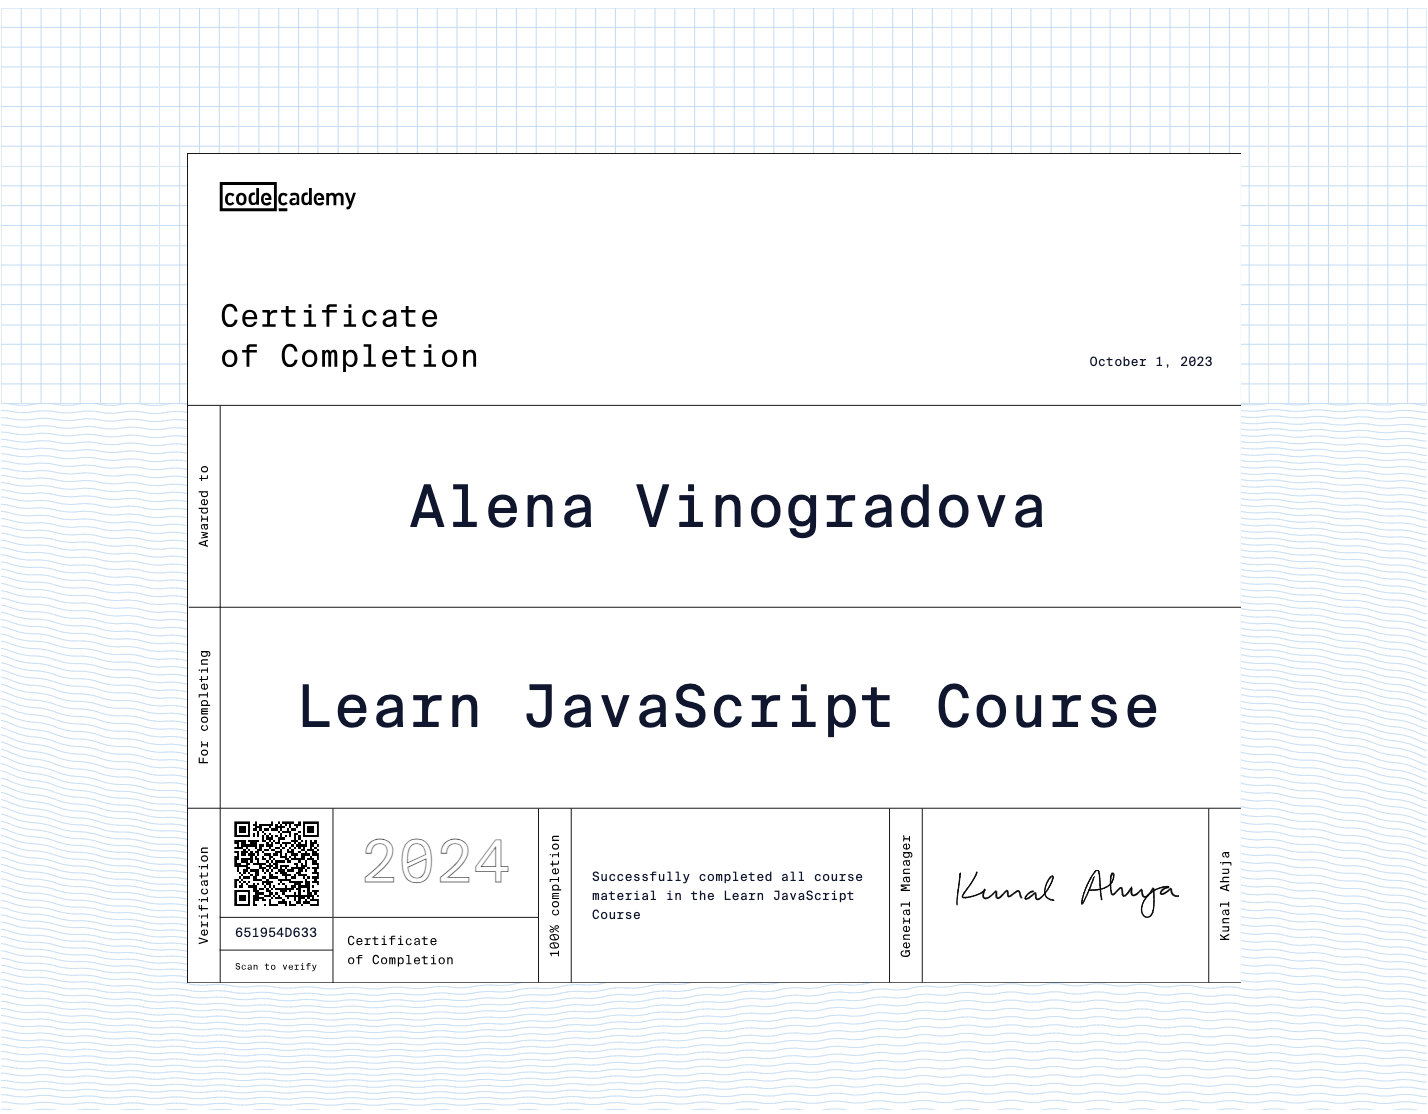 codecademy
Certificate
of Completion
October 1, 2023
Awarded to
Alena Vinogradova
For completing
Learn JavaScript Course
Verification
651954D633
Scan to verify
2024
Certificate
of Completion
100% completion
Successfully completed all course
material in the Learn JavaScript
Course
General Manager
Kunal Ahuja
Kunal Ahuja